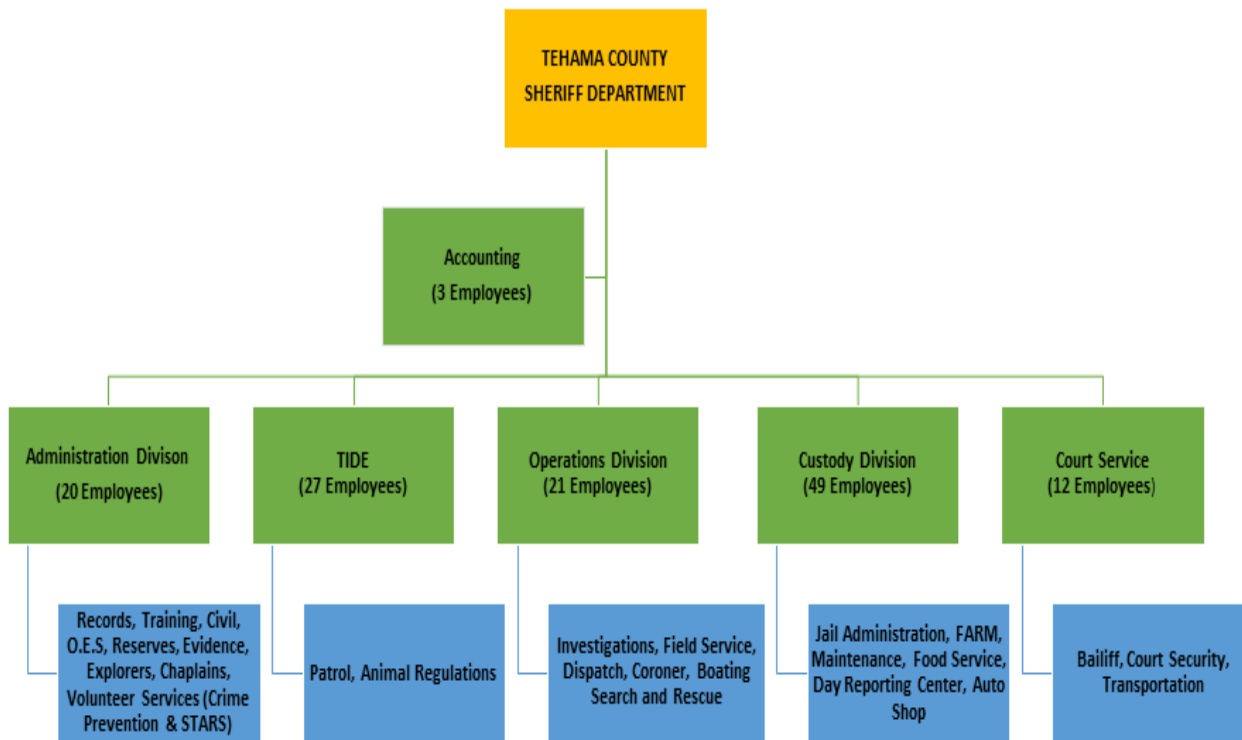 TEHAMA COUNTY
SHERIFF DEPARTMENT
Accounting
(3 Employees)
Administration Divison
(20 Employees)
TIDE
(27 Employees)
Operations Division
(21 Employees)
Custody Division
(49 Employees)
Court Service
(12 Employees)
Records, Training, Civil,
O.E.S, Reserves, Evidence,
Explorers, Chaplains,
Volunteer Services (Crime
Prevention & STARS)
Patrol, Animal Regulations
Investigations, Field Service,
Dispatch, Coroner, Boating
Search and Rescue
Jail Administration, FARM,
Maintenance, Food Service,
Day Reporting Center, Auto
Shop
Bailiff, Court Security,
Transportation